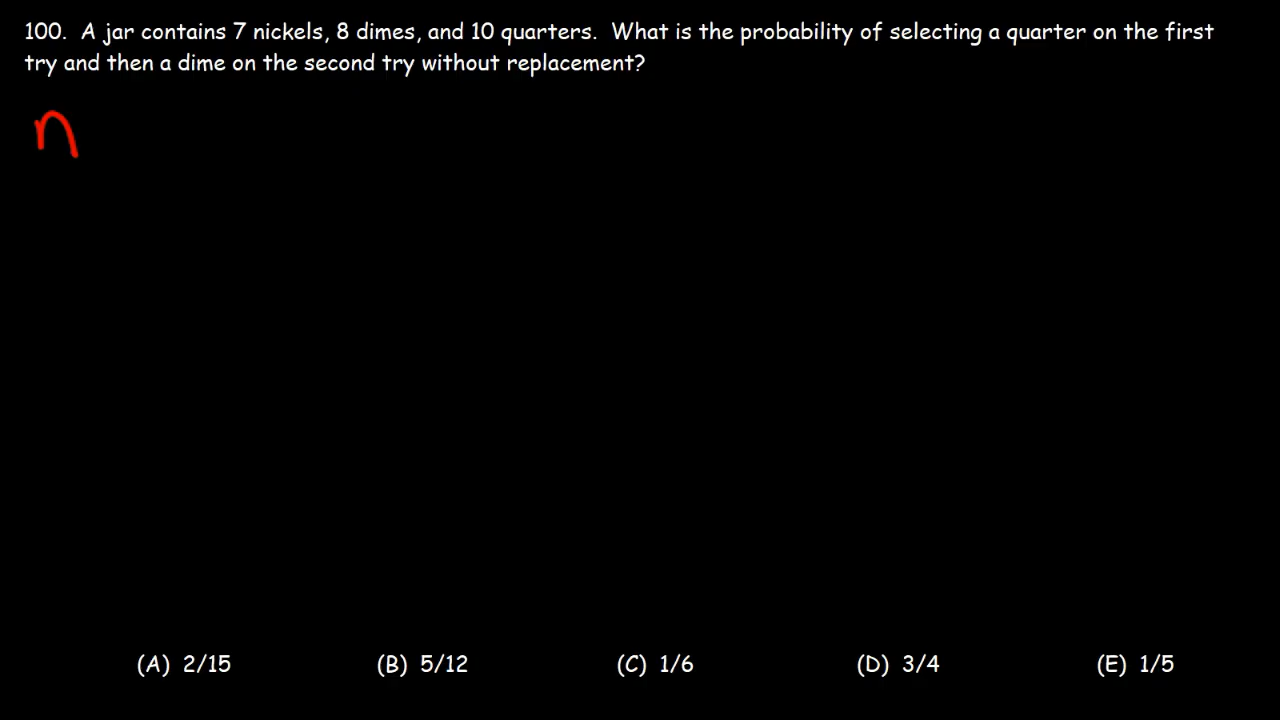 100.  A jar contains 7 nickels, 8 dimes, and 10 quarters.  What is the probability of selecting a quarter on the first
try and then a dime on the second try without replacement?
n
(A)  2/15 (B)  5/12 (C)  1/6 (D)  3/4 (E)  1/5